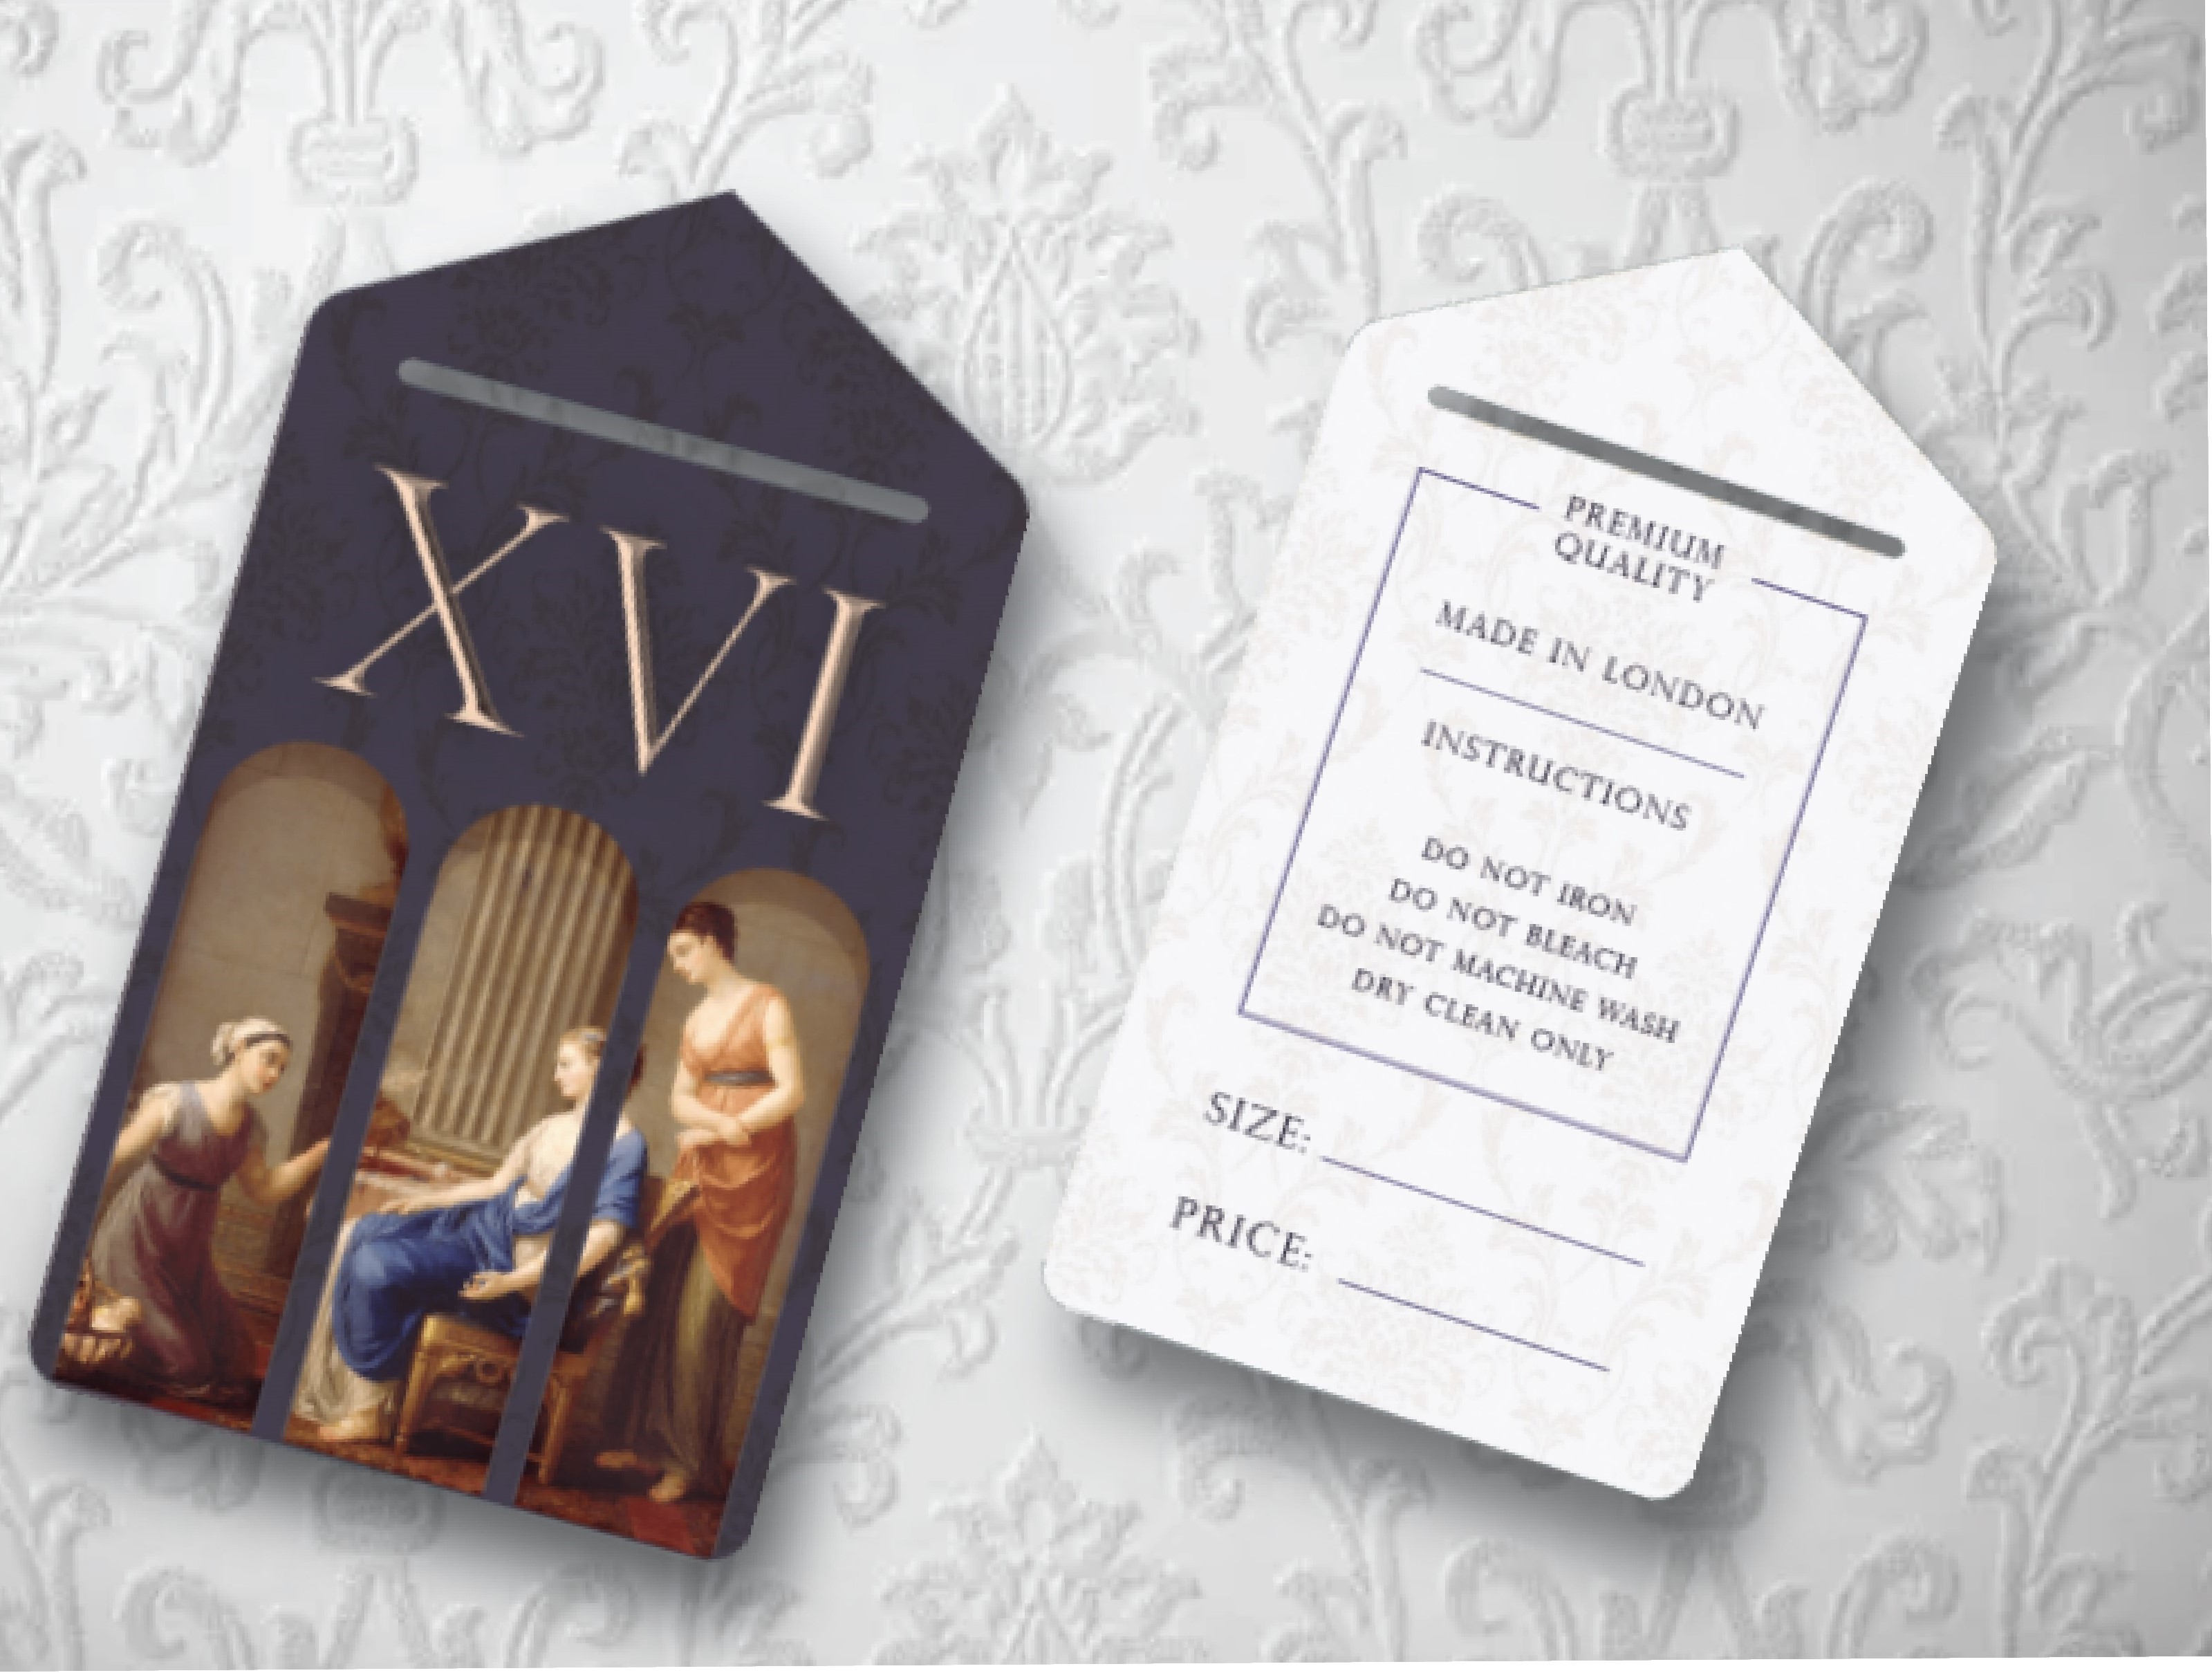 XVI
PREMIUM
QUALITY
MADE IN LONDON
INSTRUCTIONS
DO NOT IRON
DO NOT BLEACH
DO NOT MACHINE WASH
DRY CLEAN ONLY
SIZE:
PRICE: